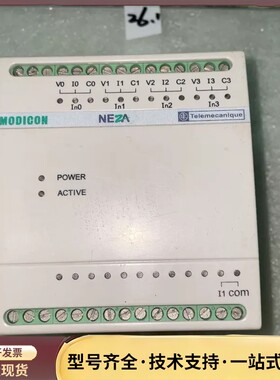 26.1
V0 I0 C0 V1 I1 C1 V2 I2 C2 V3 I3 C3
In0 In1 In2 In3
MODICON NEZA Telemecanique
POWER
ACTIVE
I1 com
开发票
现货
型号齐全·技术支持·一站式